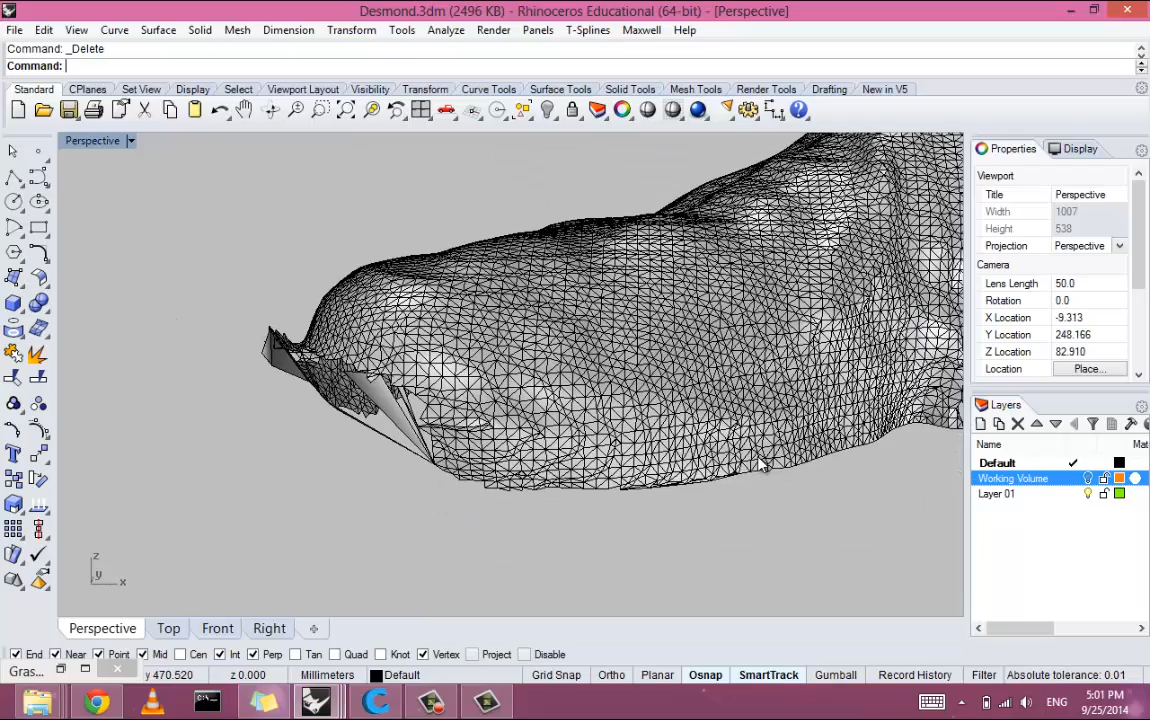 Desmond.3dm (2496 KB) - Rhinoceros Educational (64-bit) - [Perspective]
File Edit View Curve Surface Solid Mesh Dimension Transform Tools Analyze Render Panels T-Splines Maxwell Help
Command: _Delete
Command:
Standard CPlanes Set View Display Select Viewport Layout Visibility Transform Curve Tools Surface Tools Solid Tools Mesh Tools Render Tools Drafting New in V5
Perspective
Properties Display
Viewport
Title Perspective
Width 1007
Height 538
Projection Perspective
Camera
Lens Length 50.0
Rotation 0.0
X Location -9.313
Y Location 248.166
Z Location 82.910
Location Place...
Layers
Name Mat
Default
Working Volume
Layer 01
z
y x
Perspective Top Front Right
End Near Point Mid Cen Int Perp Tan Quad Knot Vertex Project Disable
Gras... y 470.520 z 0.000 Millimeters Default Grid Snap Ortho Planar Osnap SmartTrack Gumball Record History Filter Absolute tolerance: 0.01
ENG
5:01 PM
9/25/2014